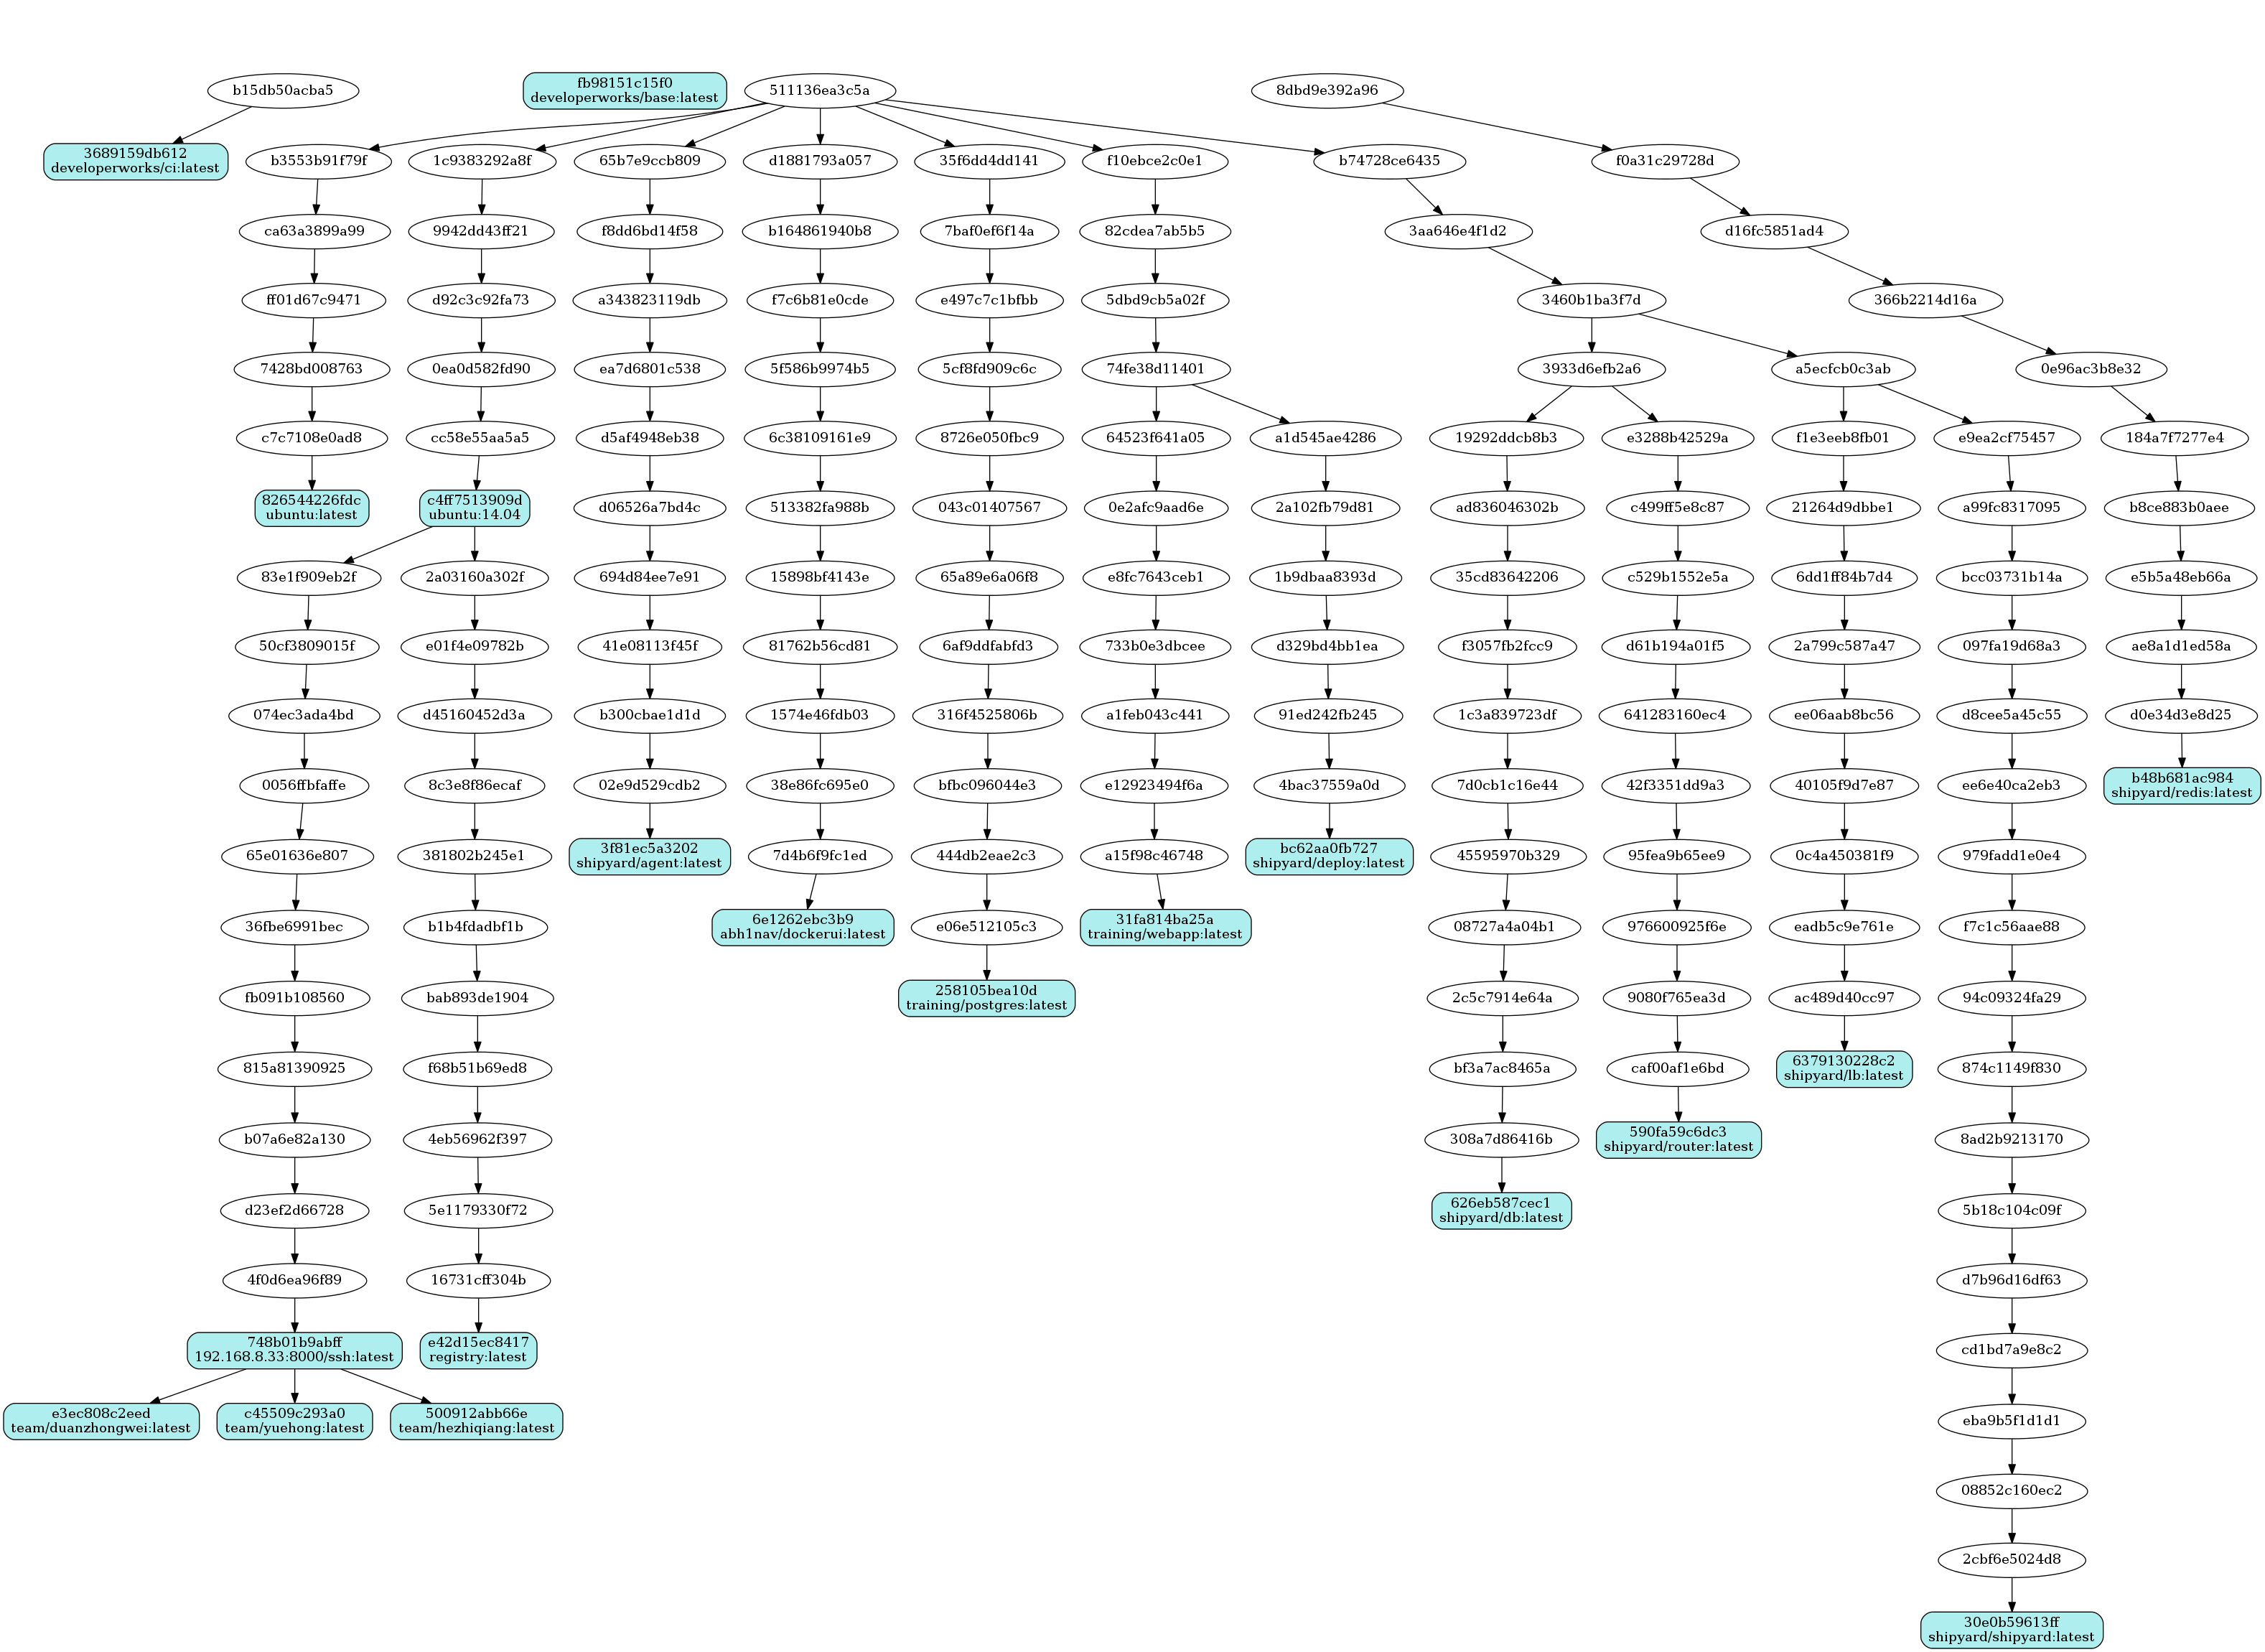 b15db50acba5
fb98151c15f0
developerworks/base:latest
511136ea3c5a
8dbd9e392a96
3689159db612
developerworks/ci:latest
b3553b91f79f
1c9383292a8f
65b7e9ccb809
d1881793a057
35f6dd4dd141
f10ebce2c0e1
b74728ce6435
f0a31c29728d
ca63a3899a99
9942dd43ff21
f8dd6bd14f58
b164861940b8
7baf0ef6f14a
82cdea7ab5b5
3aa646e4f1d2
d16fc5851ad4
ff01d67c9471
d92c3c92fa73
a343823119db
f7c6b81e0cde
e497c7c1bfbb
5dbd9cb5a02f
3460b1ba3f7d
366b2214d16a
7428bd008763
0ea0d582fd90
ea7d6801c538
5f586b9974b5
5cf8fd909c6c
74fe38d11401
3933d6efb2a6
a5ecfcb0c3ab
0e96ac3b8e32
c7c7108e0ad8
cc58e55aa5a5
d5af4948eb38
6c38109161e9
8726e050fbc9
64523f641a05
a1d545ae4286
19292ddcb8b3
e3288b42529a
f1e3eeb8fb01
e9ea2cf75457
184a7f7277e4
826544226fdc
ubuntu:latest
c4ff7513909d
ubuntu:14.04
d06526a7bd4c
513382fa988b
043c01407567
0e2afc9aad6e
2a102fb79d81
ad836046302b
c499ff5e8c87
21264d9dbbe1
a99fc8317095
b8ce883b0aee
83e1f909eb2f
2a03160a302f
694d84ee7e91
15898bf4143e
65a89e6a06f8
e8fc7643ceb1
1b9dbaa8393d
35cd83642206
c529b1552e5a
6dd1ff84b7d4
bcc03731b14a
e5b5a48eb66a
50cf3809015f
e01f4e09782b
41e08113f45f
81762b56cd81
6af9ddfabfd3
733b0e3dbcee
d329bd4bb1ea
f3057fb2fcc9
d61b194a01f5
2a799c587a47
097fa19d68a3
ae8a1d1ed58a
074ec3ada4bd
d45160452d3a
b300cbae1d1d
1574e46fdb03
316f4525806b
a1feb043c441
91ed242fb245
1c3a839723df
641283160ec4
ee06aab8bc56
d8cee5a45c55
d0e34d3e8d25
0056ffbfaffe
8c3e8f86ecaf
02e9d529cdb2
38e86fc695e0
bfbc096044e3
e12923494f6a
4bac37559a0d
7d0cb1c16e44
42f3351dd9a3
40105f9d7e87
ee6e40ca2eb3
b48b681ac984
shipyard/redis:latest
65e01636e807
381802b245e1
3f81ec5a3202
shipyard/agent:latest
7d4b6f9fc1ed
444db2eae2c3
a15f98c46748
bc62aa0fb727
shipyard/deploy:latest
45595970b329
95fea9b65ee9
0c4a450381f9
979fadd1e0e4
36fbe6991bec
b1b4fdadbf1b
6e1262ebc3b9
abh1nav/dockerui:latest
e06e512105c3
31fa814ba25a
training/webapp:latest
08727a4a04b1
976600925f6e
eadb5c9e761e
f7c1c56aae88
fb091b108560
bab893de1904
258105bea10d
training/postgres:latest
2c5c7914e64a
9080f765ea3d
ac489d40cc97
94c09324fa29
815a81390925
f68b51b69ed8
bf3a7ac8465a
caf00af1e6bd
6379130228c2
shipyard/lb:latest
874c1149f830
b07a6e82a130
4eb56962f397
308a7d86416b
590fa59c6dc3
shipyard/router:latest
8ad2b9213170
d23ef2d66728
5e1179330f72
626eb587cec1
shipyard/db:latest
5b18c104c09f
4f0d6ea96f89
16731cff304b
d7b96d16df63
748b01b9abff
192.168.8.33:8000/ssh:latest
e42d15ec8417
registry:latest
cd1bd7a9e8c2
e3ec808c2eed
team/duanzhongwei:latest
c45509c293a0
team/yuehong:latest
500912abb66e
team/hezhiqiang:latest
eba9b5f1d1d1
08852c160ec2
2cbf6e5024d8
30e0b59613ff
shipyard/shipyard:latest